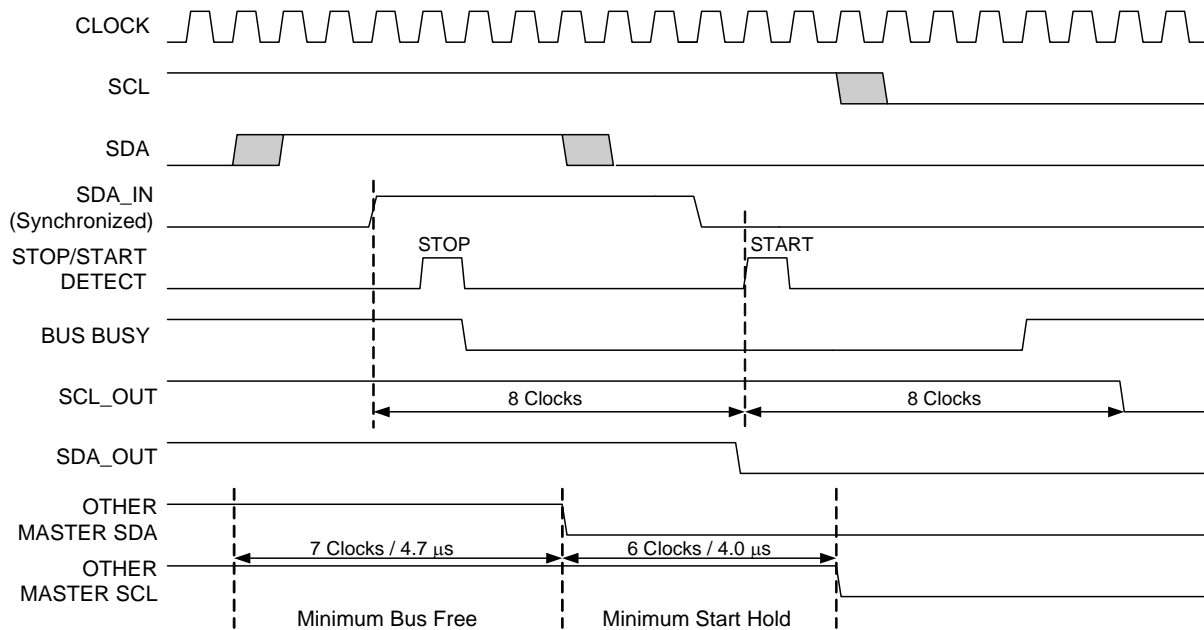 CLOCK
SCL
SDA
SDA_IN
(Synchronized)
STOP/START
DETECT
STOP
START
BUS BUSY
SCL_OUT
8 Clocks
8 Clocks
SDA_OUT
OTHER
MASTER SDA
7 Clocks / 4.7 μs
6 Clocks / 4.0 μs
OTHER
MASTER SCL
Minimum Bus Free
Minimum Start Hold